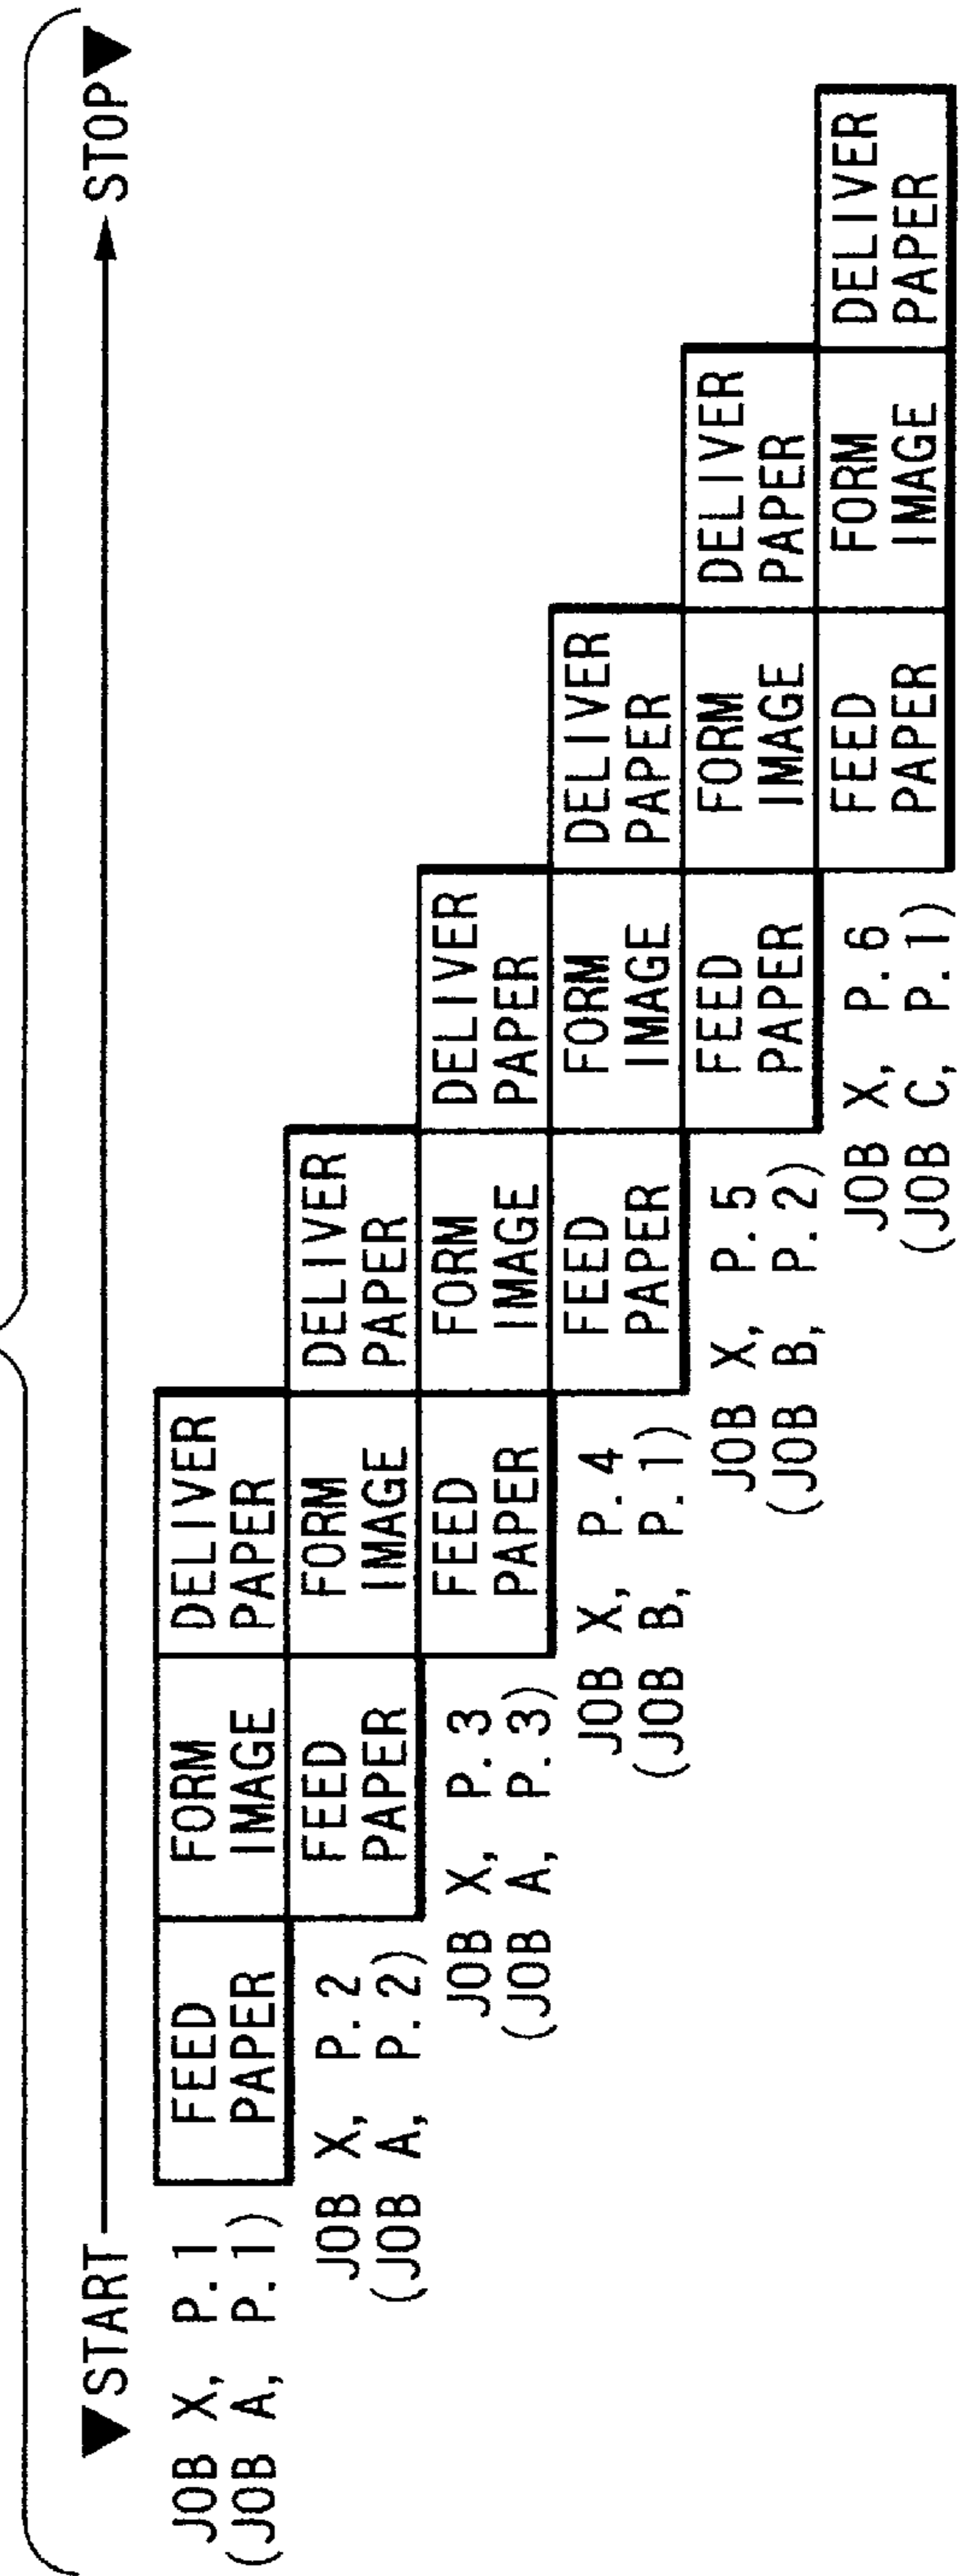 ▼START → STOP▼
JOB X, P. 1
(JOB A, P. 1)
FEED
PAPER
FORM
IMAGE
DELIVER
PAPER
JOB X, P. 2
(JOB A, P. 2)
FEED
PAPER
FORM
IMAGE
DELIVER
PAPER
JOB X, P. 3
(JOB A, P. 3)
FEED
PAPER
FORM
IMAGE
DELIVER
PAPER
JOB X, P. 4
(JOB B, P. 1)
FEED
PAPER
FORM
IMAGE
DELIVER
PAPER
JOB X, P. 5
(JOB B, P. 2)
FEED
PAPER
FORM
IMAGE
DELIVER
PAPER
JOB X, P. 6
(JOB C, P. 1)
FEED
PAPER
FORM
IMAGE
DELIVER
PAPER